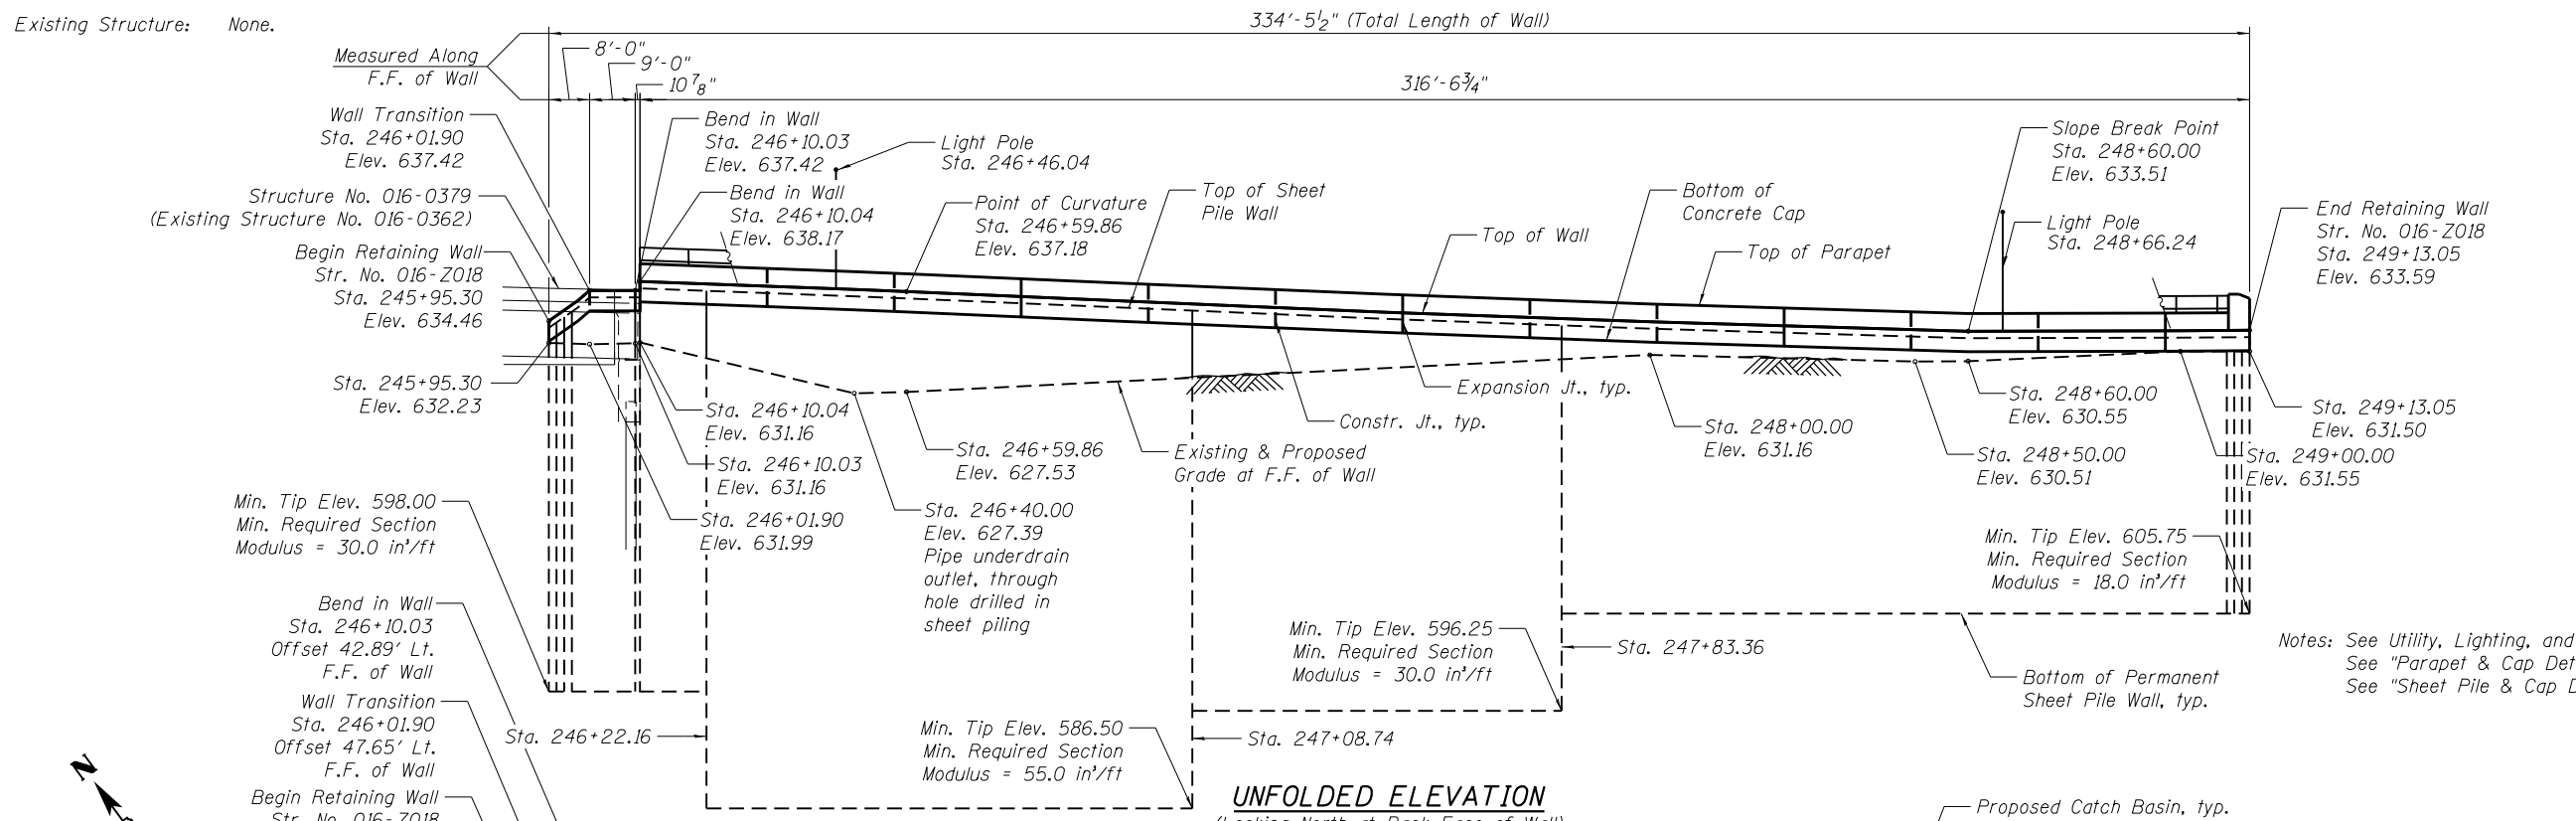 Existing Structure: None.
334'-5 1/2" (Total Length of Wall)
Measured Along
F.F. of Wall
8'-0"
9'-0"
10 7/8"
316'-6 3/4"
Wall Transition
Sta. 246+01.90
Elev. 637.42
Structure No. 016-0379
(Existing Structure No. 016-0362)
Begin Retaining Wall
Str. No. 016-Z018
Sta. 245+95.30
Elev. 634.46
Sta. 245+95.30
Elev. 632.23
Bend in Wall
Sta. 246+10.03
Elev. 637.42
Bend in Wall
Sta. 246+10.04
Elev. 638.17
Light Pole
Sta. 246+46.04
Point of Curvature
Sta. 246+59.86
Elev. 637.18
Top of Sheet
Pile Wall
Top of Wall
Bottom of
Concrete Cap
Top of Parapet
Slope Break Point
Sta. 248+60.00
Elev. 633.51
Light Pole
Sta. 248+66.24
End Retaining Wall
Str. No. 016-Z018
Sta. 249+13.05
Elev. 633.59
Sta. 246+10.04
Elev. 631.16
Sta. 246+10.03
Elev. 631.16
Sta. 246+01.90
Elev. 631.99
Sta. 246+59.86
Elev. 627.53
Sta. 246+40.00
Elev. 627.39
Pipe underdrain
outlet, through
hole drilled in
sheet piling
Existing & Proposed
Grade at F.F. of Wall
Constr. Jt., typ.
Expansion Jt., typ.
Sta. 248+00.00
Elev. 631.16
Sta. 248+60.00
Elev. 630.55
Sta. 248+50.00
Elev. 630.51
Sta. 249+13.05
Elev. 631.50
Sta. 249+00.00
Elev. 631.55
Min. Tip Elev. 598.00
Min. Required Section
Modulus = 30.0 in³/ft
Min. Tip Elev. 605.75
Min. Required Section
Modulus = 18.0 in³/ft
Bend in Wall
Sta. 246+10.03
Offset 42.89' Lt.
F.F. of Wall
Wall Transition
Sta. 246+01.90
Offset 47.65' Lt.
F.F. of Wall
Begin Retaining Wall
Str. No. 016-Z018
Sta. 246+22.16
Min. Tip Elev. 586.50
Min. Required Section
Modulus = 55.0 in³/ft
Sta. 247+08.74
Min. Tip Elev. 596.25
Min. Required Section
Modulus = 30.0 in³/ft
Sta. 247+83.36
Bottom of Permanent
Sheet Pile Wall, typ.
Notes: See Utility, Lighting, and
See "Parapet & Cap Det
See "Sheet Pile & Cap D
N
UNFOLDED ELEVATION
(Looking North at Back Face of Wall)
Proposed Catch Basin, typ.